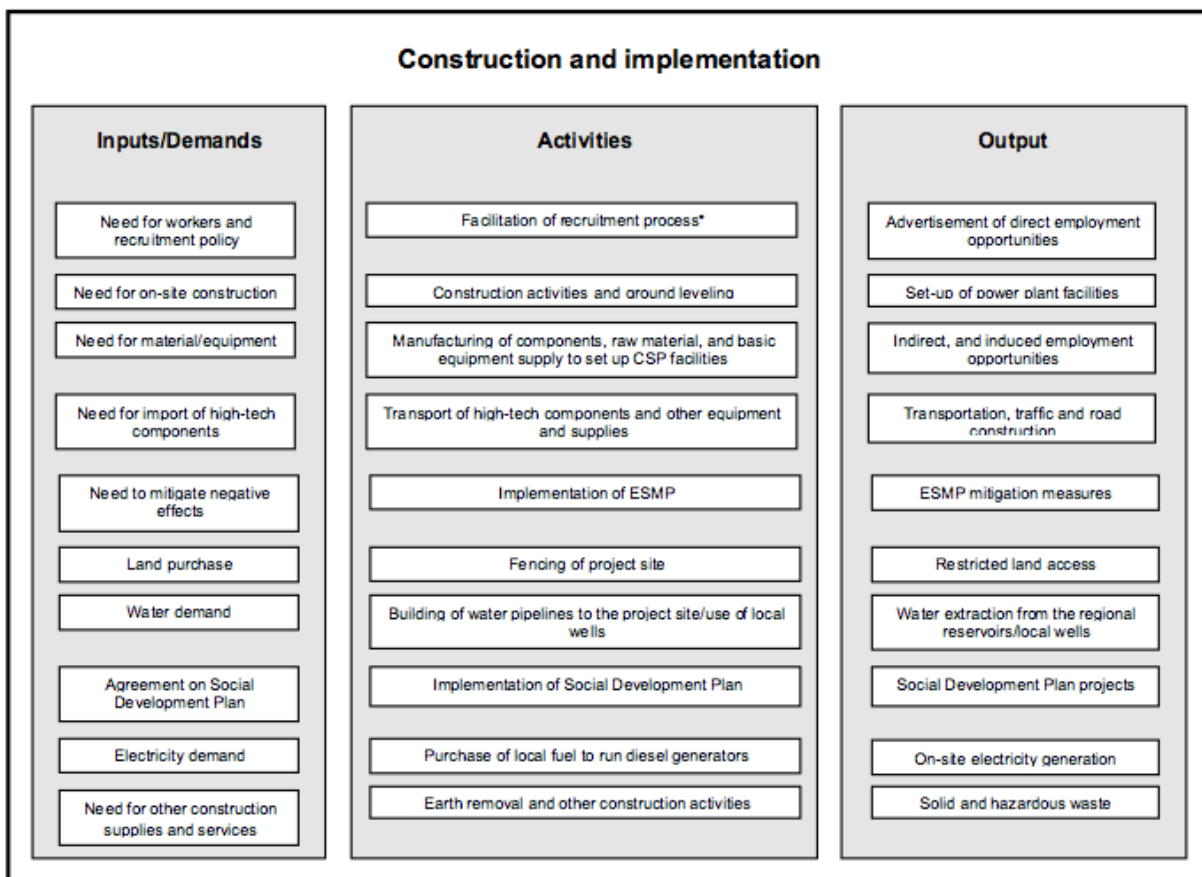 Construction and implementation
Inputs/Demands
Need for workers and
recruitment policy
Need for on-site construction
Need for material/equipment
Need for import of high-tech
components
Need to mitigate negative
effects
Land purchase
Water demand
Agreement on Social
Development Plan
Electricity demand
Need for other construction
supplies and services
Activities
Facilitation of recruitment process*
Construction activities and ground leveling
Manufacturing of components, raw material, and basic
equipment supply to set up CSP facilities
Transport of high-tech components and other equipment
and supplies
Implementation of ESMP
Fencing of project site
Building of water pipelines to the project site/use of local
wells
Implementation of Social Development Plan
Purchase of local fuel to run diesel generators
Earth removal and other construction activities
Output
Advertisement of direct employment
opportunities
Set-up of power plant facilities
Indirect, and induced employment
opportunities
Transportation, traffic and road
construction
ESMP mitigation measures
Restricted land access
Water extraction from the regional
reservoirs/local wells
Social Development Plan projects
On-site electricity generation
Solid and hazardous waste